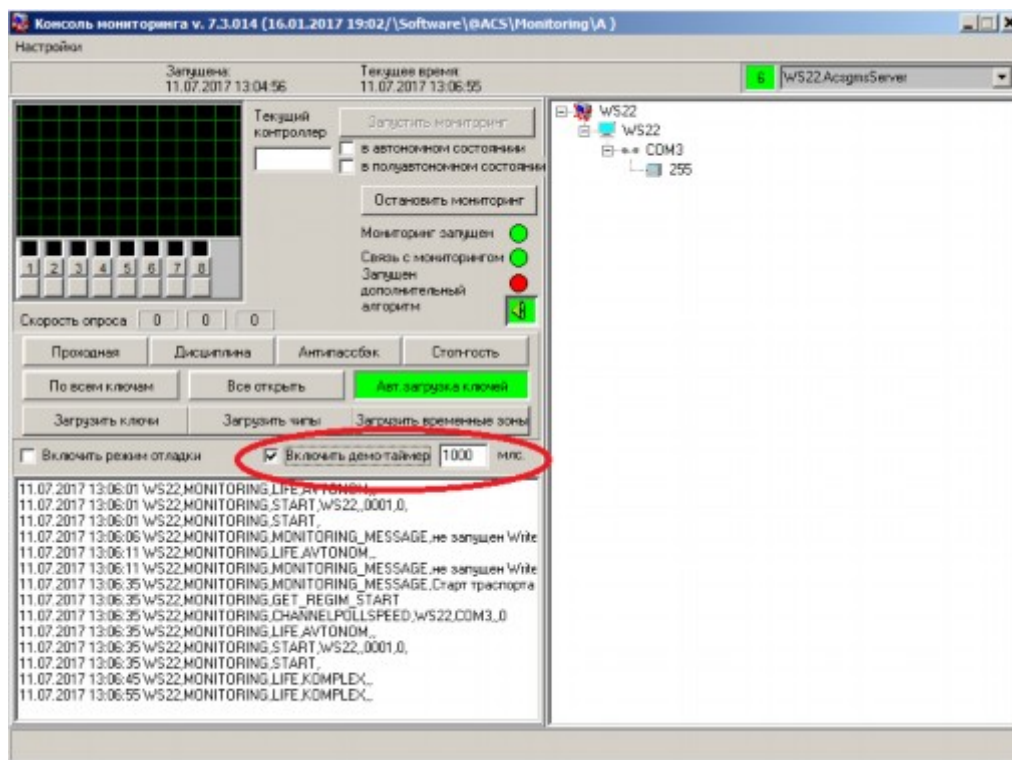 Консоль мониторинга v. 7.3.014 (16.01.2017 19:02/\Software\@ACS\Monitoring\A )
Настройки
Запущена: 11.07.2017 13:04:56
Текущее время: 11.07.2017 13:06:55
6
WS22.AcsgmsServer
Текущий контроллер
Запустить мониторинг
в автономном состоянии
в полуавтономном состоянии
Остановить мониторинг
Мониторинг запущен
Связь с мониторингом
Запущен
дополнительный
алгоритм
1 2 3 4 5 6 7 8
Скорость опроса 0 0 0
Проходная Дисциплина Антипассбэк Стоп-гость
По всем ключам Все открыть Авт.загрузка ключей
Загрузить ключи Загрузить чипы Загрузить временные зоны
Включить режим отладки Включить демо-таймер 1000 млс.
11.07.2017 13:06:01 WS22,MONITORING,LIFE,AVTONOM,,
11.07.2017 13:06:01 WS22,MONITORING,START,WS22,,0001,0,
11.07.2017 13:06:01 WS22,MONITORING,START,
11.07.2017 13:06:06 WS22,MONITORING,MONITORING_MESSAGE,не запущен Write
11.07.2017 13:06:11 WS22,MONITORING,LIFE,AVTONOM,,
11.07.2017 13:06:11 WS22,MONITORING,MONITORING_MESSAGE,не запущен Write
11.07.2017 13:06:35 WS22,MONITORING,MONITORING_MESSAGE,Старт траспорта
11.07.2017 13:06:35 WS22,MONITORING,GET_REGIM_START
11.07.2017 13:06:35 WS22,MONITORING,CHANNELPOLLSPEED,WS22,COM3,,0
11.07.2017 13:06:35 WS22,MONITORING,LIFE,AVTONOM,,
11.07.2017 13:06:35 WS22,MONITORING,START,WS22,,0001,0,
11.07.2017 13:06:35 WS22,MONITORING,START,
11.07.2017 13:06:45 WS22,MONITORING,LIFE,KOMPLEX,,
11.07.2017 13:06:55 WS22,MONITORING,LIFE,KOMPLEX,,
WS22
WS22
COM3
255